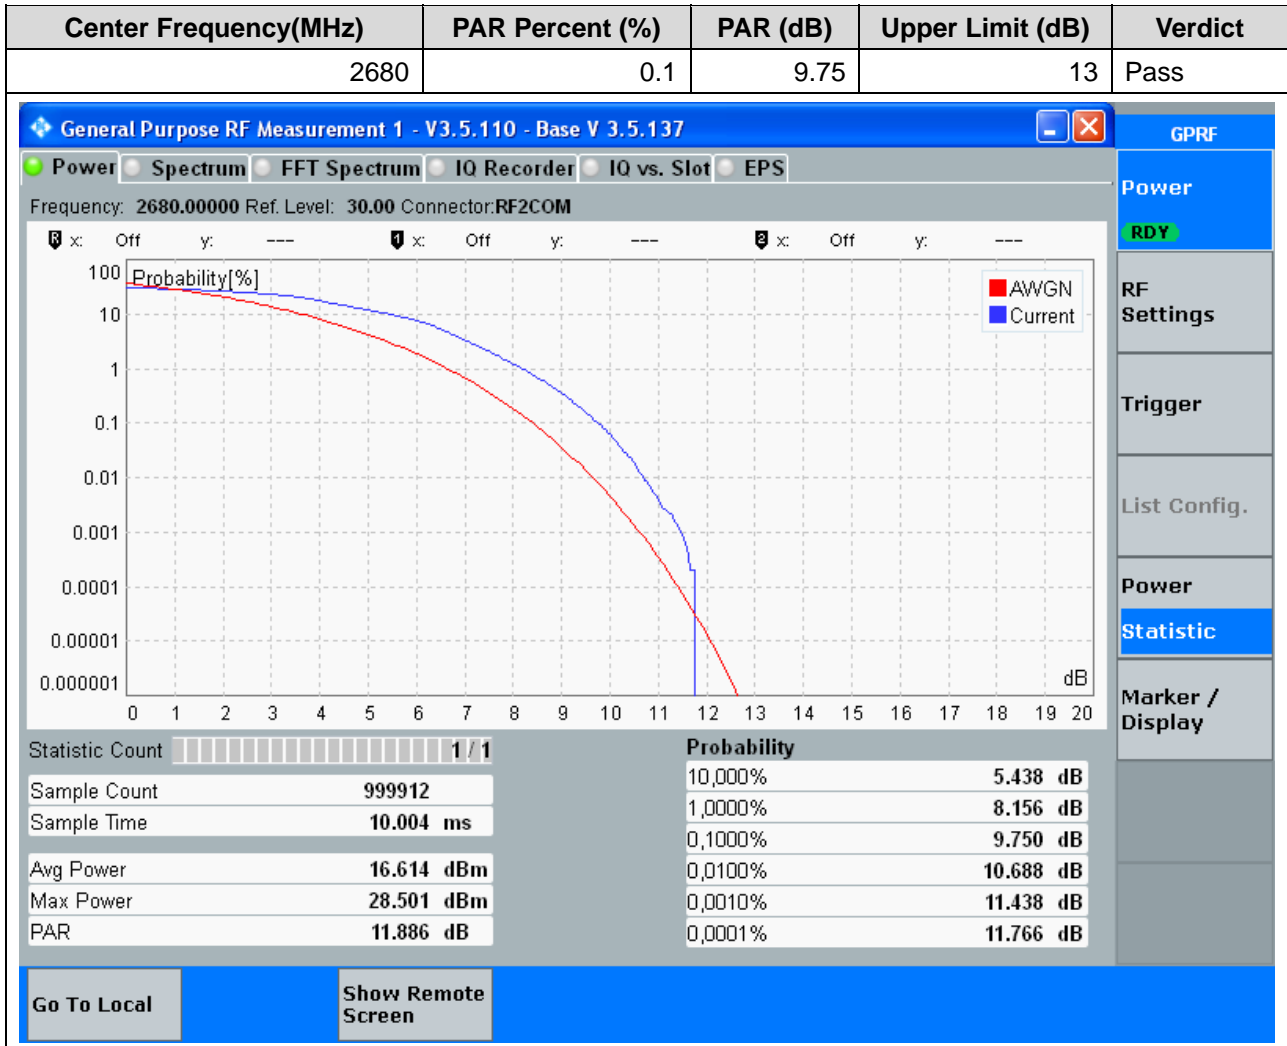 Center Frequency(MHz) PAR Percent (%) PAR (dB) Upper Limit (dB) Verdict
2680 0.1 9.75 13 Pass
General Purpose RF Measurement 1 - V3.5.110 - Base V 3.5.137
GPRF
Power Spectrum FFT Spectrum IQ Recorder IQ vs. Slot EPS
Power
RDY
Frequency: 2680.00000 Ref. Level: 30.00 Connector:RF2COM
R x: Off y: --- 1 x: Off y: --- 2 x: Off y: ---
Probability[%]
100
10
1
0.1
0.01
0.001
0.0001
0.00001
0.000001
AWGN
Current
dB
0 1 2 3 4 5 6 7 8 9 10 11 12 13 14 15 16 17 18 19 20
RF
Settings
Trigger
List Config.
Power
Statistic
Marker /
Display
Statistic Count 1 / 1
Sample Count 999912
Sample Time 10.004 ms
Avg Power 16.614 dBm
Max Power 28.501 dBm
PAR 11.886 dB
Probability
10,000% 5.438 dB
1,0000% 8.156 dB
0,1000% 9.750 dB
0,0100% 10.688 dB
0,0010% 11.438 dB
0,0001% 11.766 dB
Go To Local
Show Remote
Screen